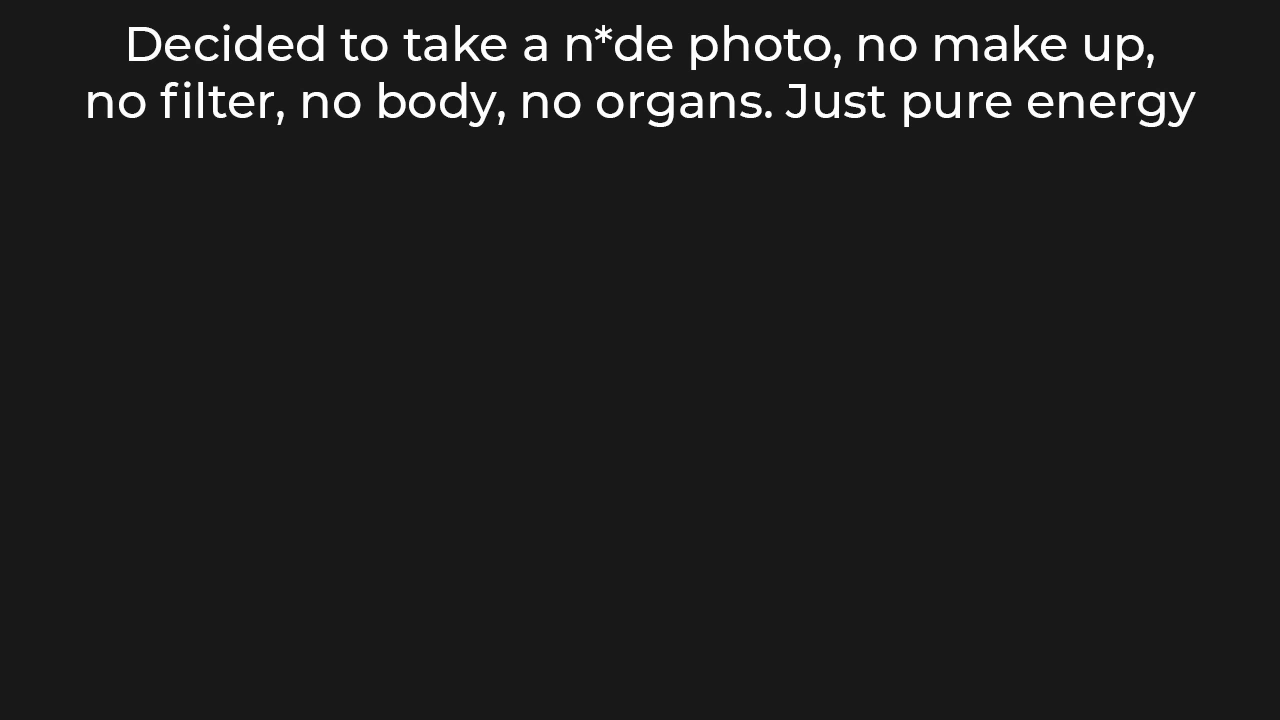 Decided to take a n*de photo, no make up,
no filter, no body, no organs. Just pure energy